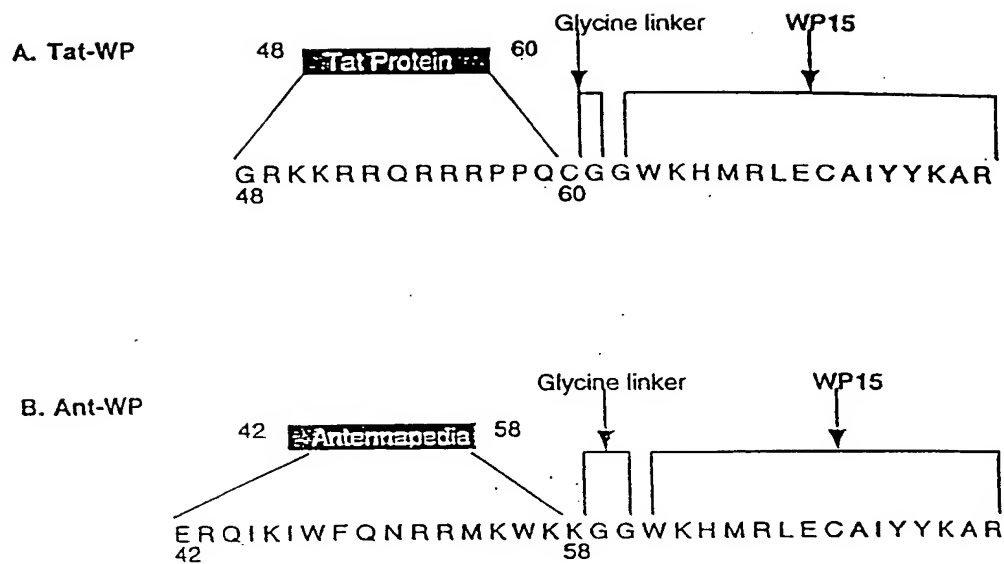 Glycine linker WP15
A. Tat-WP 48 Tat Protein 60
GRKKRRQRRRPPQCGGWKHMRLECAIYYKAR
48 60
Glycine linker WP15
B. Ant-WP 42 Antennapedia 58
ERQIKIWFQNRRMKWKKGGWKHMRLECAIYYKAR
42 58